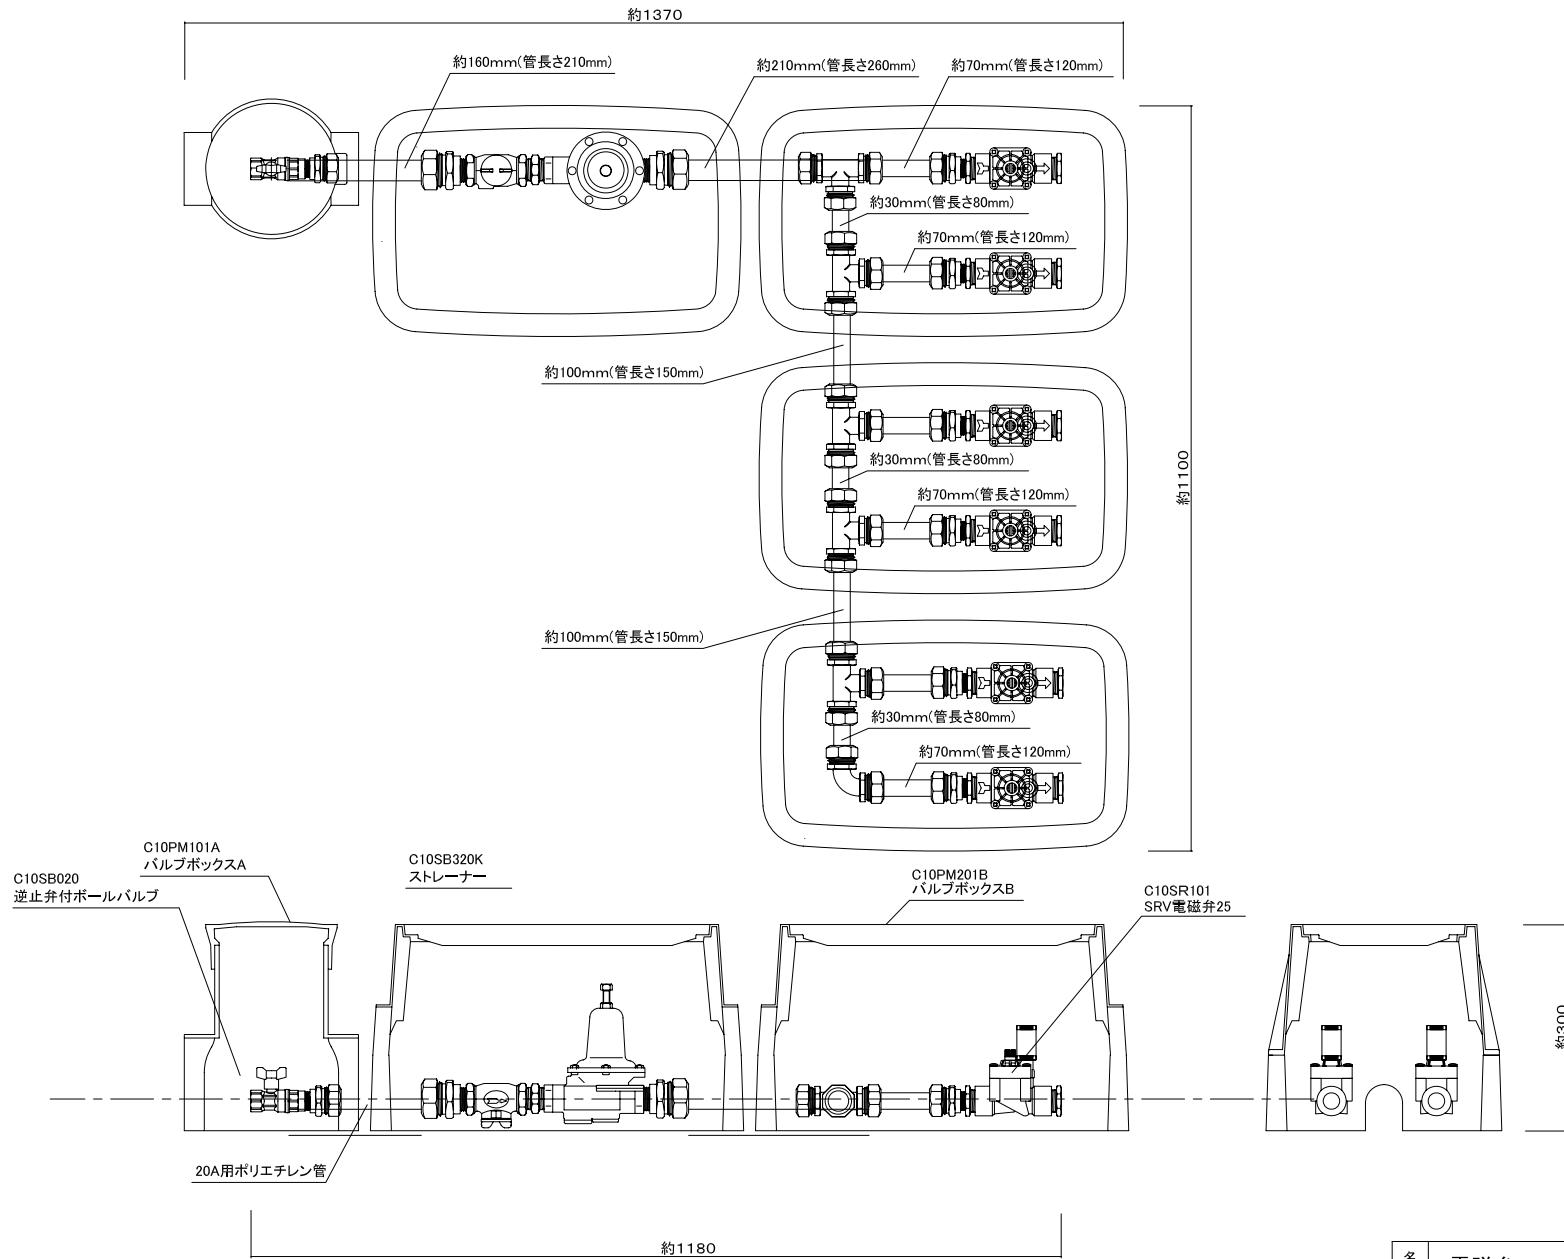 約1370
約160mm(管長さ210mm)
約210mm(管長さ260mm)
約70mm(管長さ120mm)
約30mm(管長さ80mm)
約70mm(管長さ120mm)
約100mm(管長さ150mm)
約30mm(管長さ80mm)
約70mm(管長さ120mm)
約1100
約100mm(管長さ150mm)
約30mm(管長さ80mm)
約70mm(管長さ120mm)
C10SB020
逆止弁付ボールバルブ
C10PM101A
バルブボックスA
C10SB320K
ストレーナー
C10PM201B
バルブボックスB
C10SR101
SRV電磁弁25
約300
20A用ポリエチレン管
約1180
名